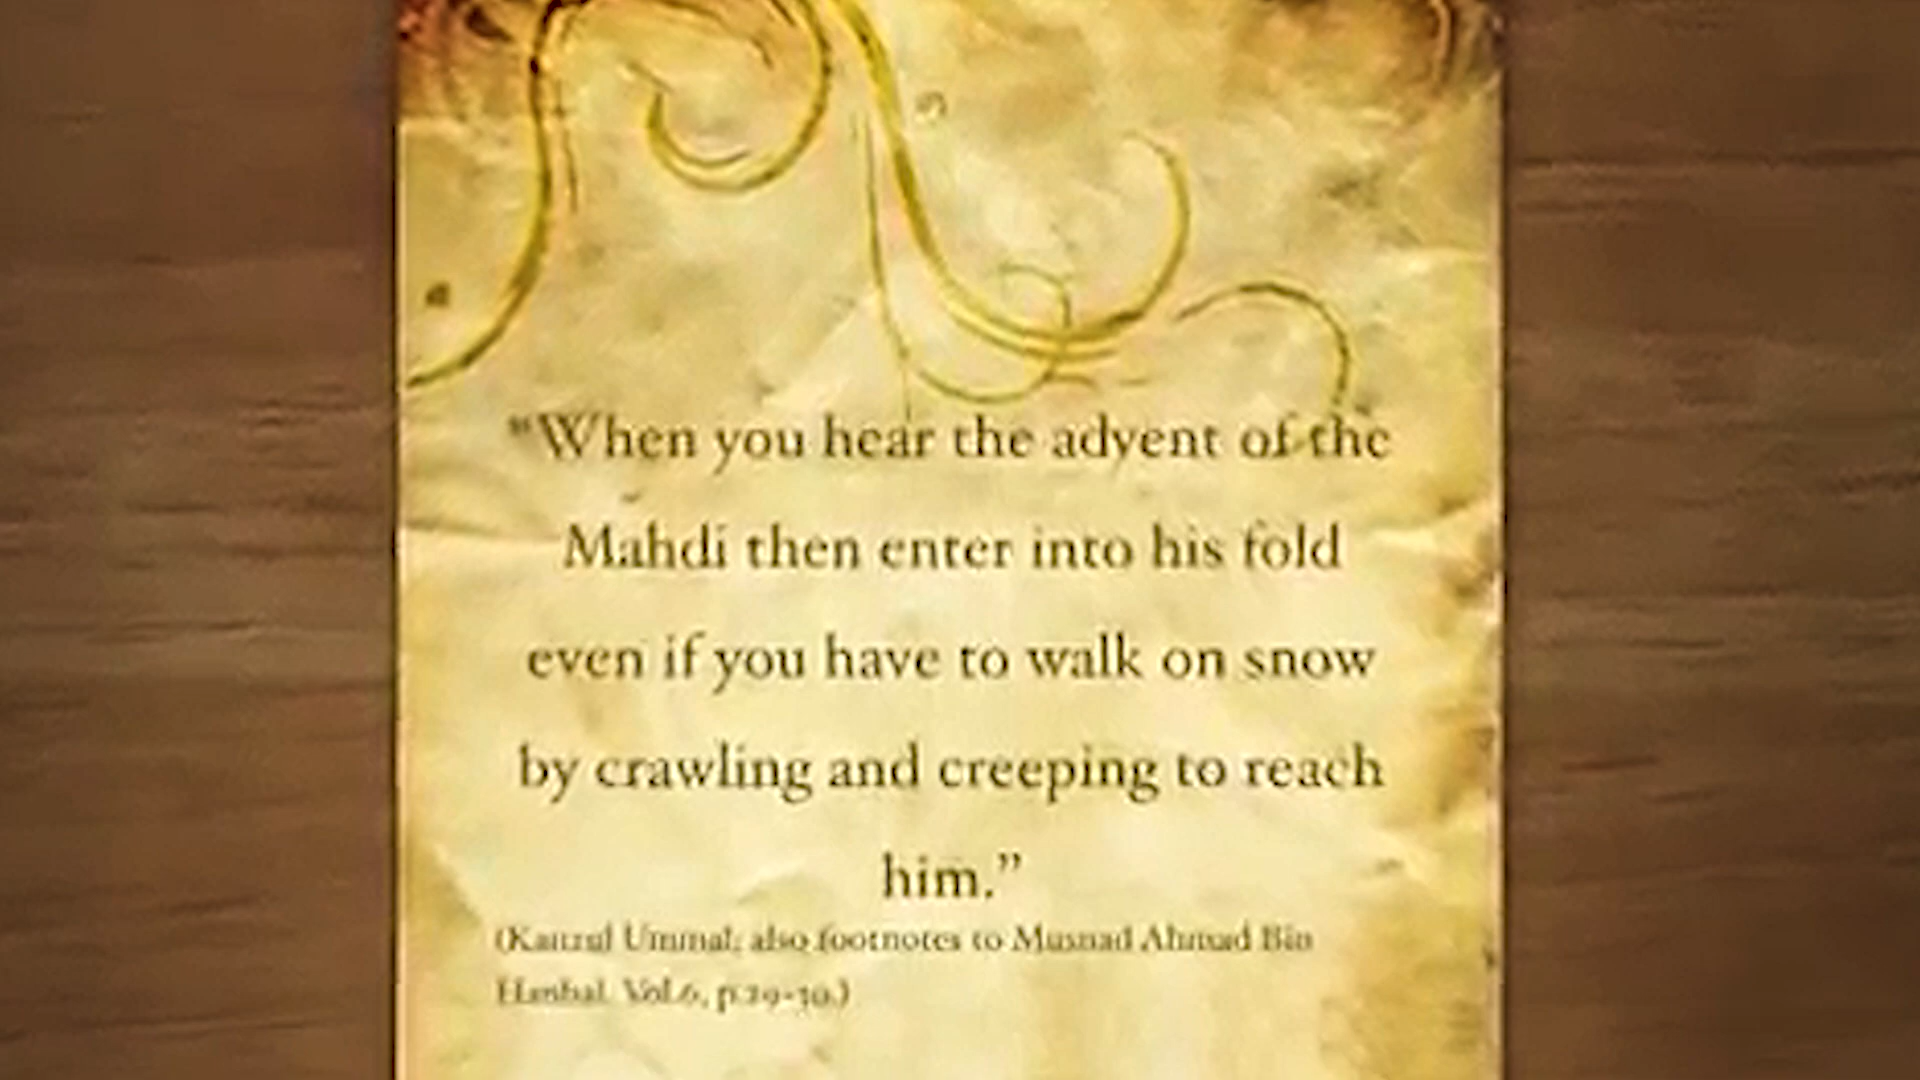 "When you hear the advent of the
Mahdi then enter into his fold
even if you have to walk on snow
by crawling and creeping to reach
him.”
(Kanzul Ummal; also footnotes to Musnad Ahmad Bin
Hanbal. Vol.6, p.29-30.)